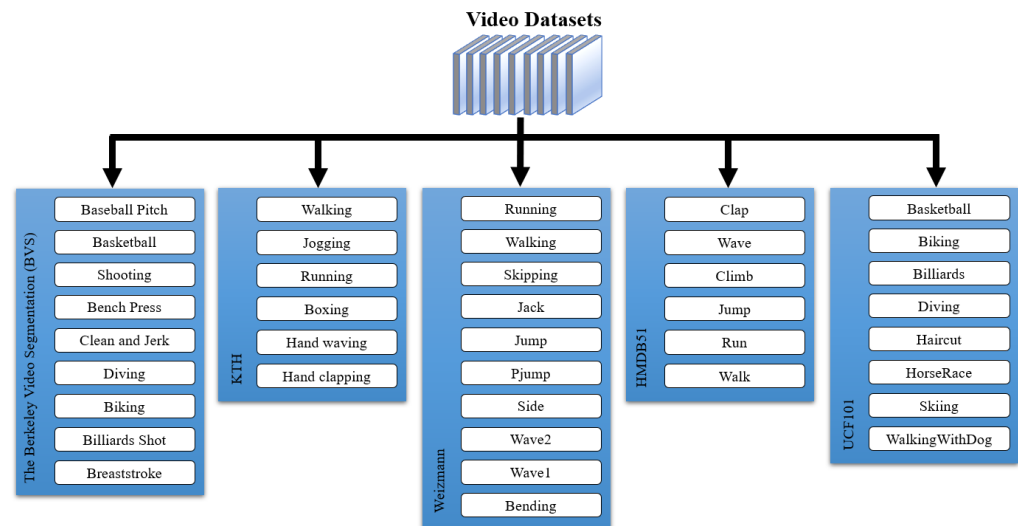 Video Datasets
The Berkeley Video Segmentation (BVS)
Baseball Pitch
Basketball
Shooting
Bench Press
Clean and Jerk
Diving
Biking
Billiards Shot
Breaststroke
KTH
Walking
Jogging
Running
Boxing
Hand waving
Hand clapping
Weizmann
Running
Walking
Skipping
Jack
Jump
Pjump
Side
Wave2
Wave1
Bending
HMDB51
Clap
Wave
Climb
Jump
Run
Walk
UCF101
Basketball
Biking
Billiards
Diving
Haircut
HorseRace
Skiing
WalkingWithDog